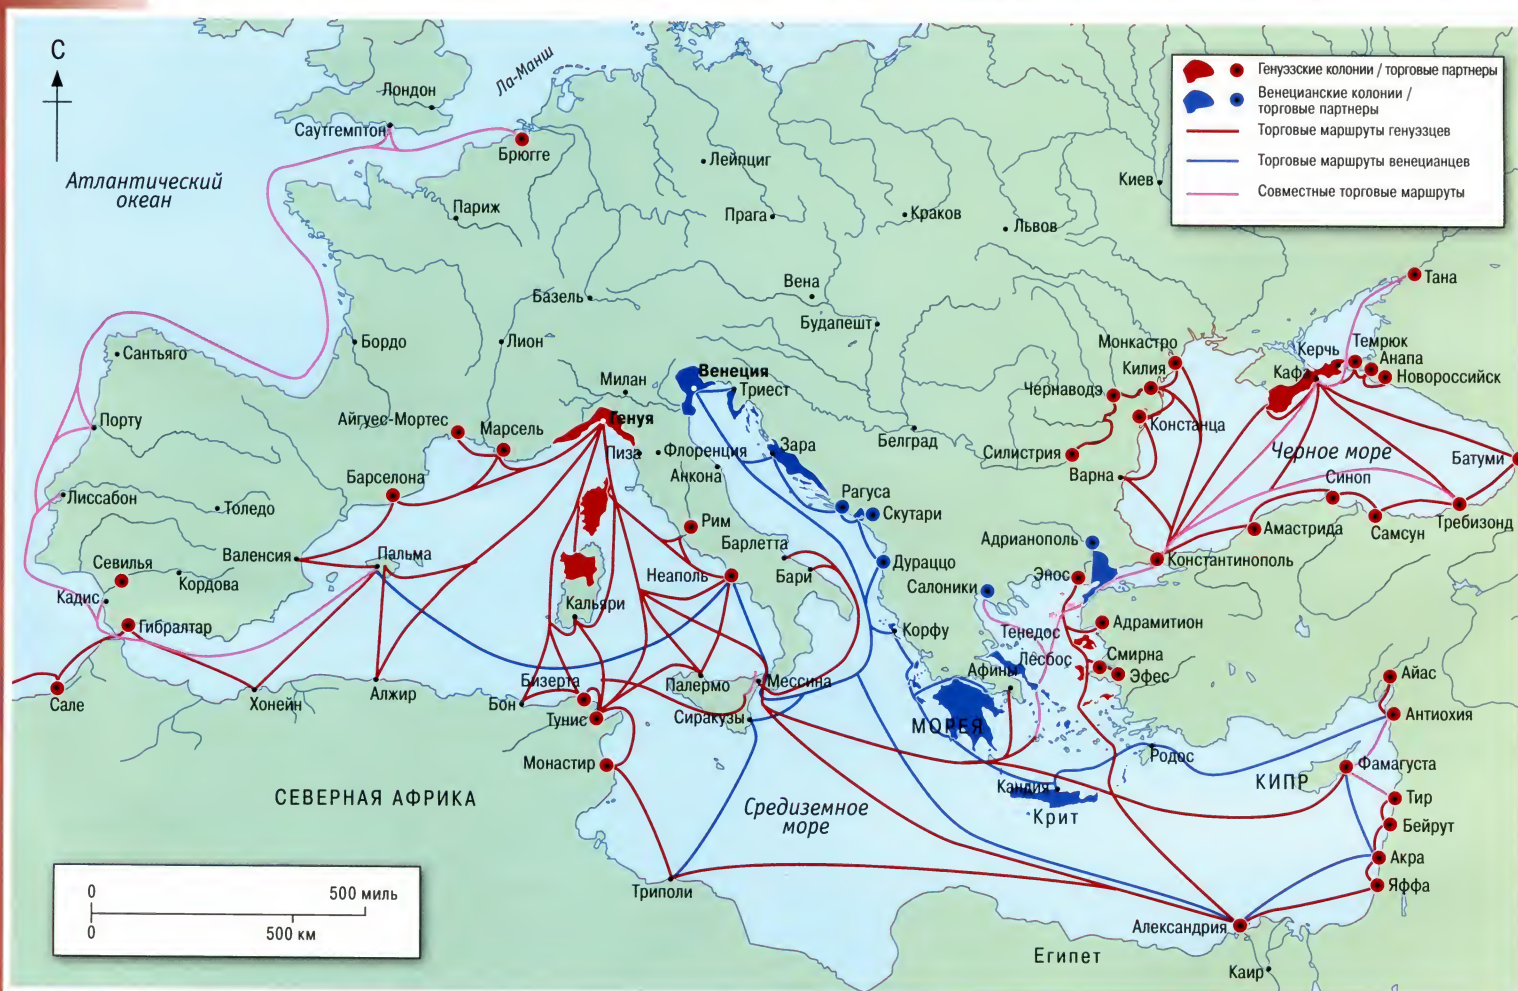 С
Ла-Манш
Лондон
Саутгемптон
Брюгге
Атлантический
океан
Париж
Лейпциг
Прага
Краков
Киев
Львов
Генуэзские колонии / торговые партнеры
Венецианские колонии /
торговые партнеры
Торговые маршруты генуэзцев
Торговые маршруты венецианцев
Совместные торговые маршруты
Базель
Вена
Будапешт
Тана
Сантьяго
Бордо
Лион
Милан
Венеция
Триест
Монкастро
Килия
Чернаводэ
Констанца
Силистрия
Варна
Керчь
Темрюк
Анапа
Кафа
Новороссийск
Порту
Айгуес-Мортес
Марсель
Генуя
Пиза
Флоренция
Анкона
Зара
Белград
Черное море
Батуми
Барселона
Лиссабон
Толедо
Рим
Рагуса
Скутари
Синоп
Амастрида
Самсун
Требизонд
Валенсия
Пальма
Барлетта
Бари
Дураццо
Адрианополь
Константинополь
Севилья
Кордова
Кадис
Неаполь
Салоники
Энос
Кальяри
Гибралтар
Корфу
Тенедос
Адрамитион
Лесбос
Смирна
Эфес
Афины
Сале
Хонейн
Алжир
Бон
Бизерта
Тунис
Палермо
Мессина
Сиракузы
МОРЕЯ
Айас
Антиохия
Монастир
Родос
КИПР
Фамагуста
СЕВЕРНАЯ АФРИКА
Средиземное
море
Кандия
Крит
Тир
Бейрут
Акра
Яффа
Триполи
Александрия
Египет
Каир
0
500 миль
0
500 км